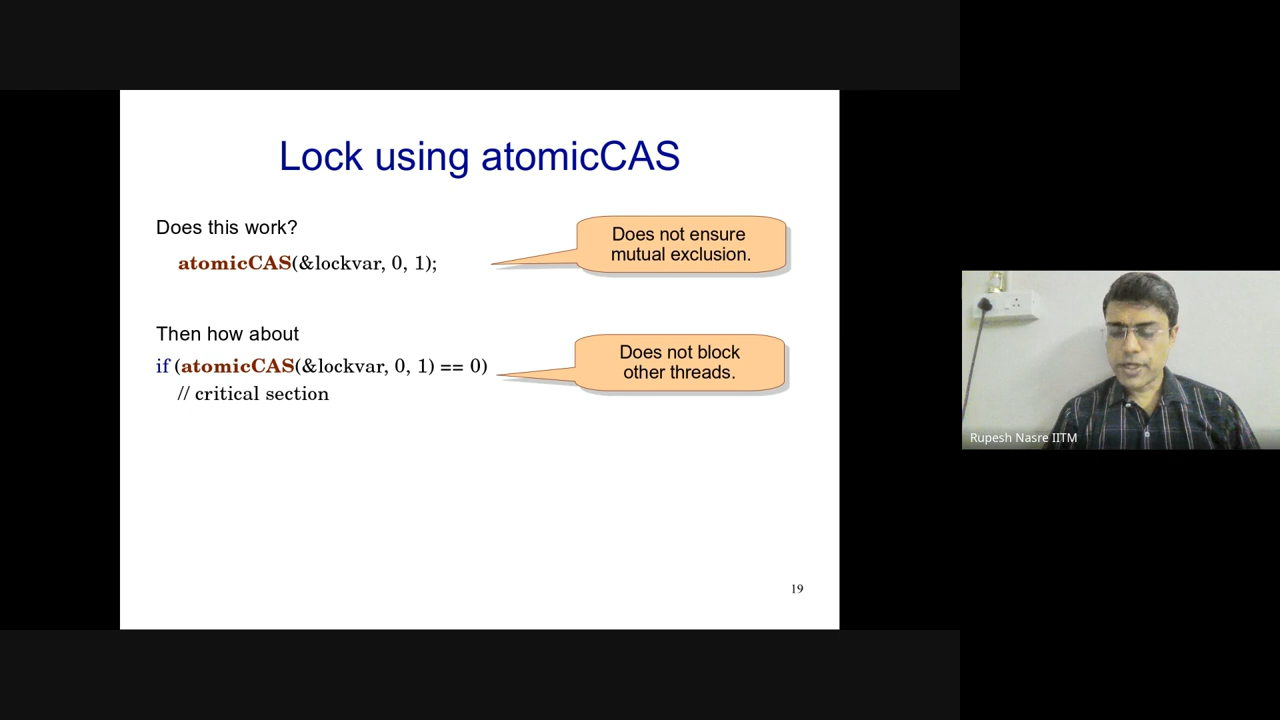 Lock using atomicCAS
Does this work?
atomicCAS(&lockvar, 0, 1);
Does not ensure
mutual exclusion.
Then how about
if (atomicCAS(&lockvar, 0, 1) == 0)
// critical section
Does not block
other threads.
19
Rupesh Nasre IITM